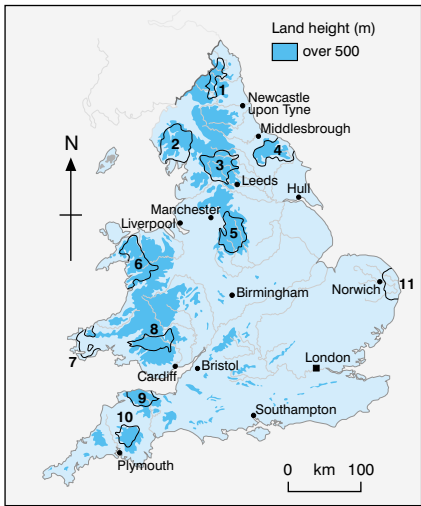 Land height (m)
over 500
1
Newcastle
upon Tyne
Middlesbrough
2
4
N
3
Leeds
Hull
Manchester
Liverpool
5
6
11
Norwich
Birmingham
8
7
London
Cardiff
Bristol
9
10
Southampton
Plymouth
0 km 100